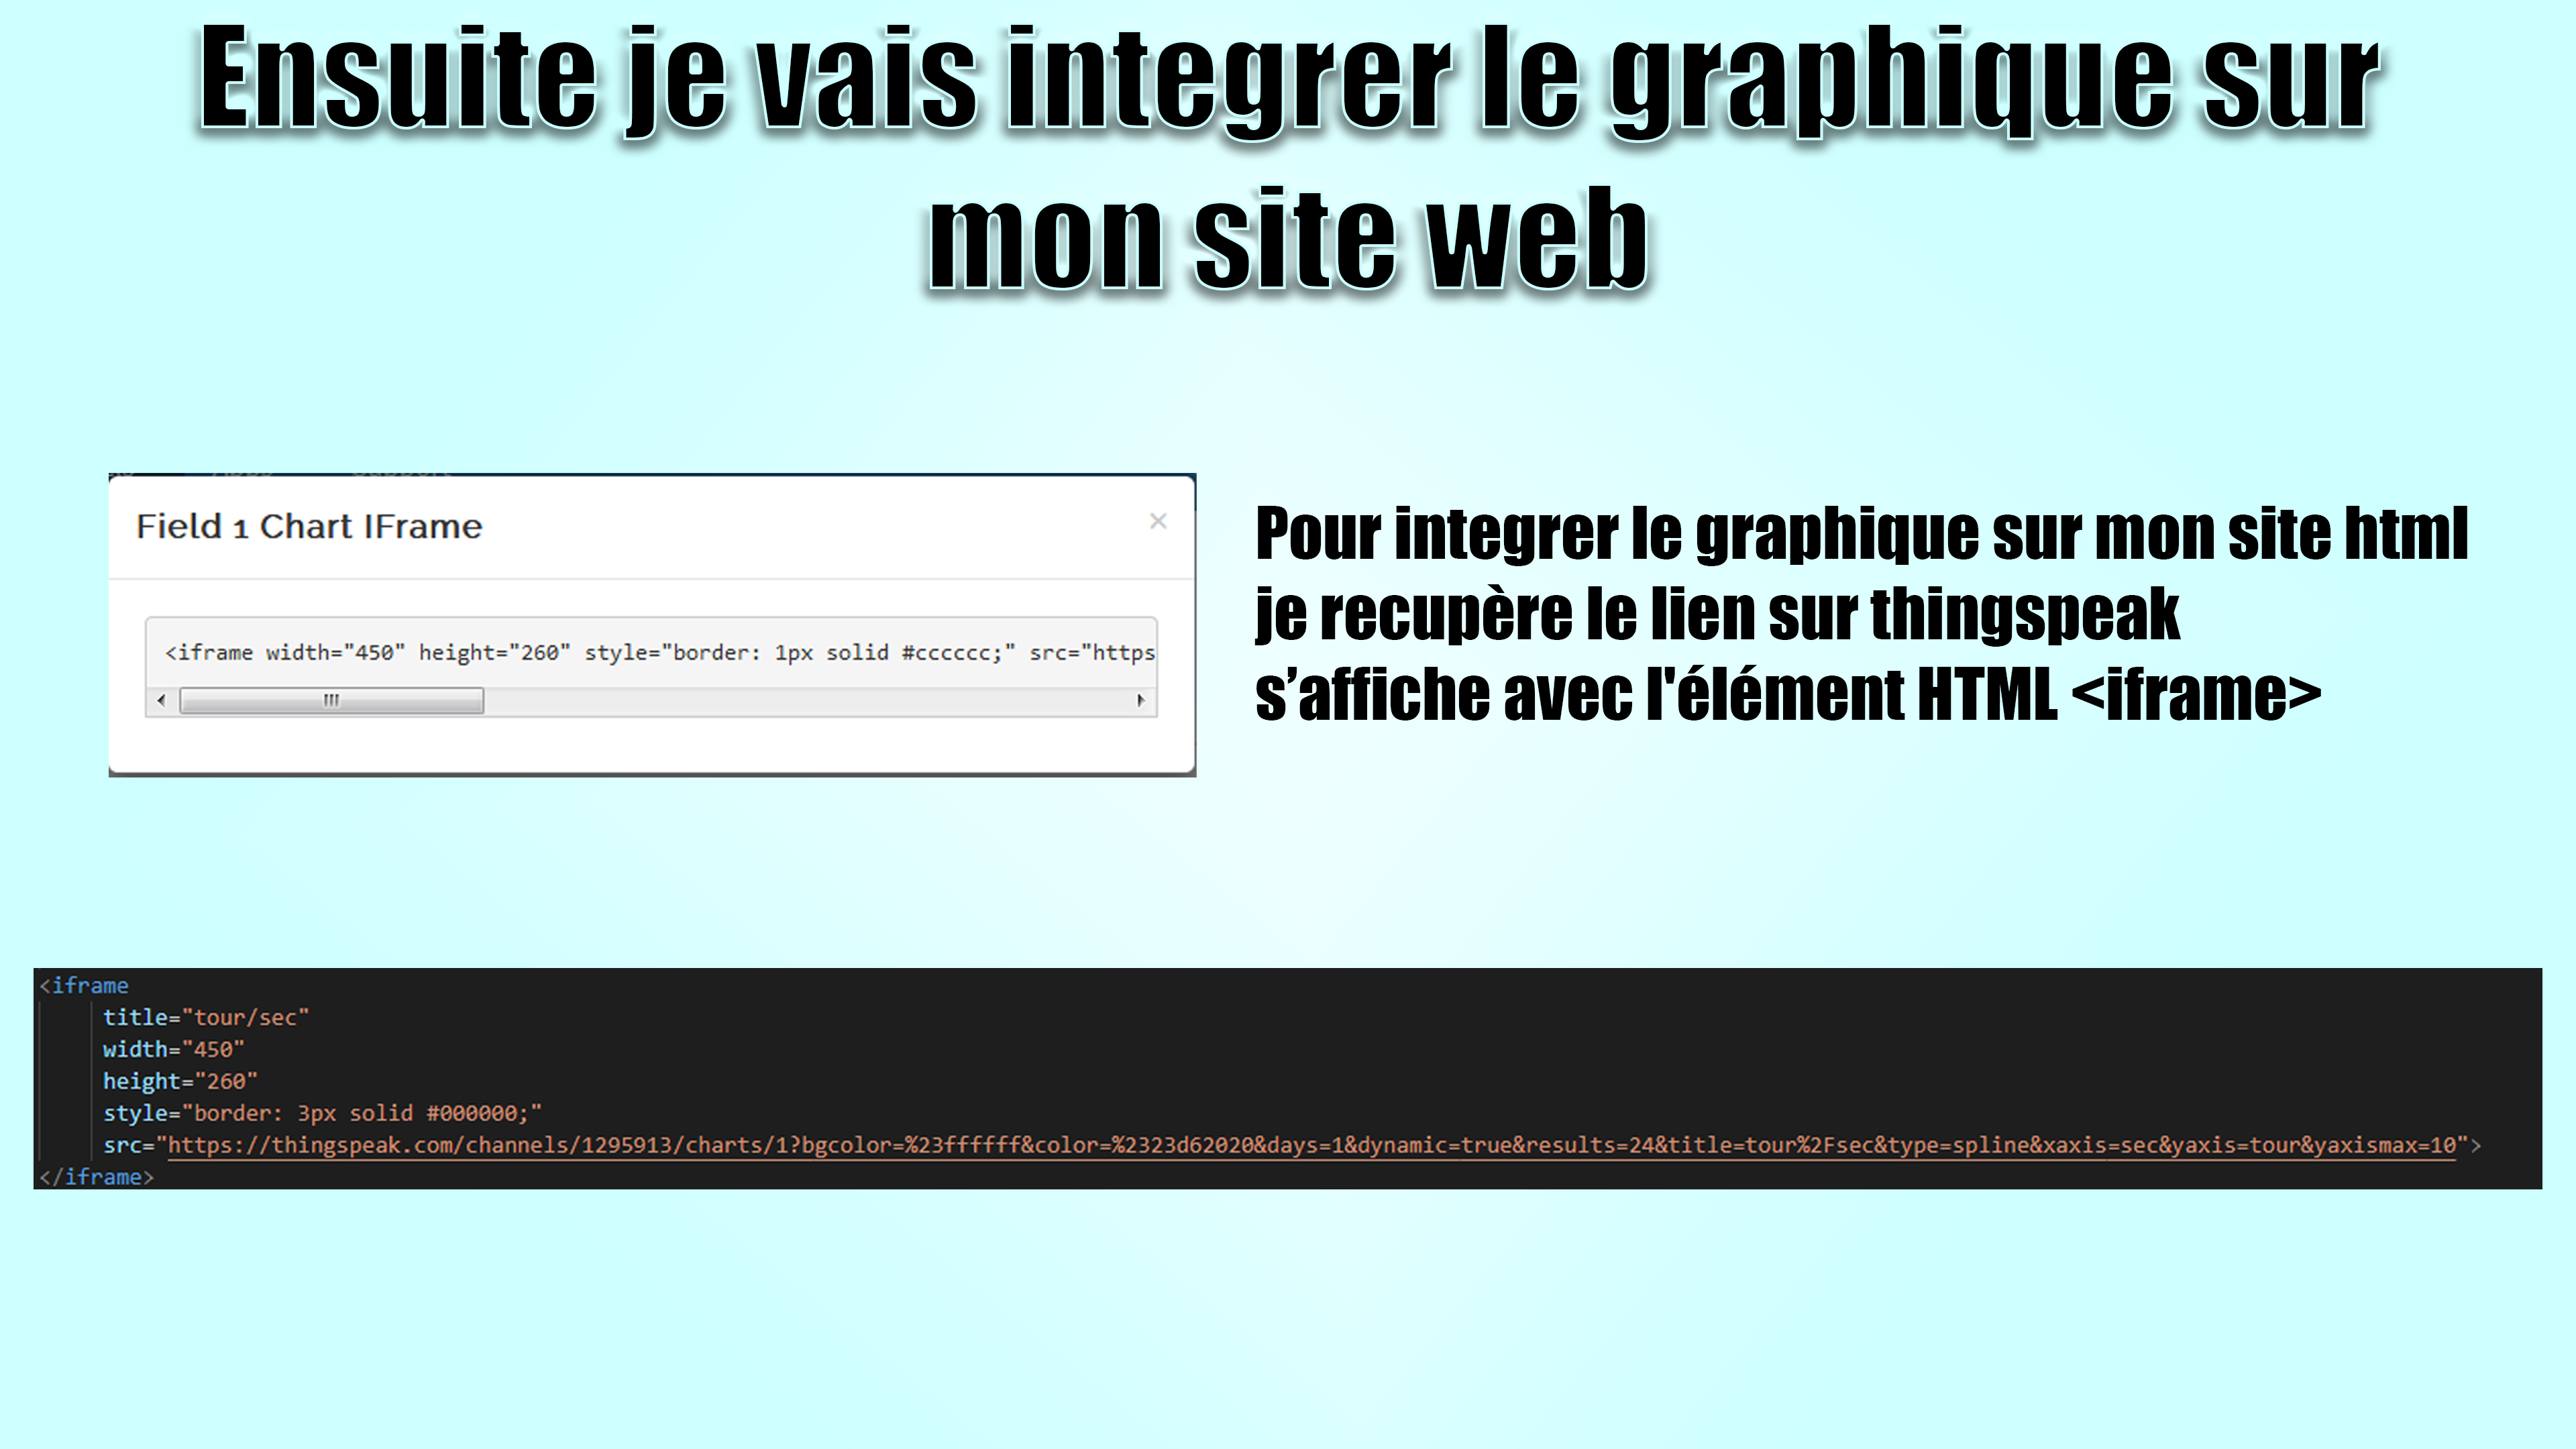 Ensuite je vais integrer le graphique sur
mon site web
Field 1 Chart IFrame
×
<iframe width="450" height="260" style="border: 1px solid #cccccc;" src="https
Pour integrer le graphique sur mon site html
je recupère le lien sur thingspeak
s’affiche avec l'élément HTML <iframe>
<iframe
title="tour/sec"
width="450"
height="260"
style="border: 3px solid #000000;"
src="https://thingspeak.com/channels/1295913/charts/1?bgcolor=%23ffffff&color=%2323d62020&days=1&dynamic=true&results=24&title=tour%2Fsec&type=spline&xaxis=sec&yaxis=tour&yaxismax=10">
</iframe>